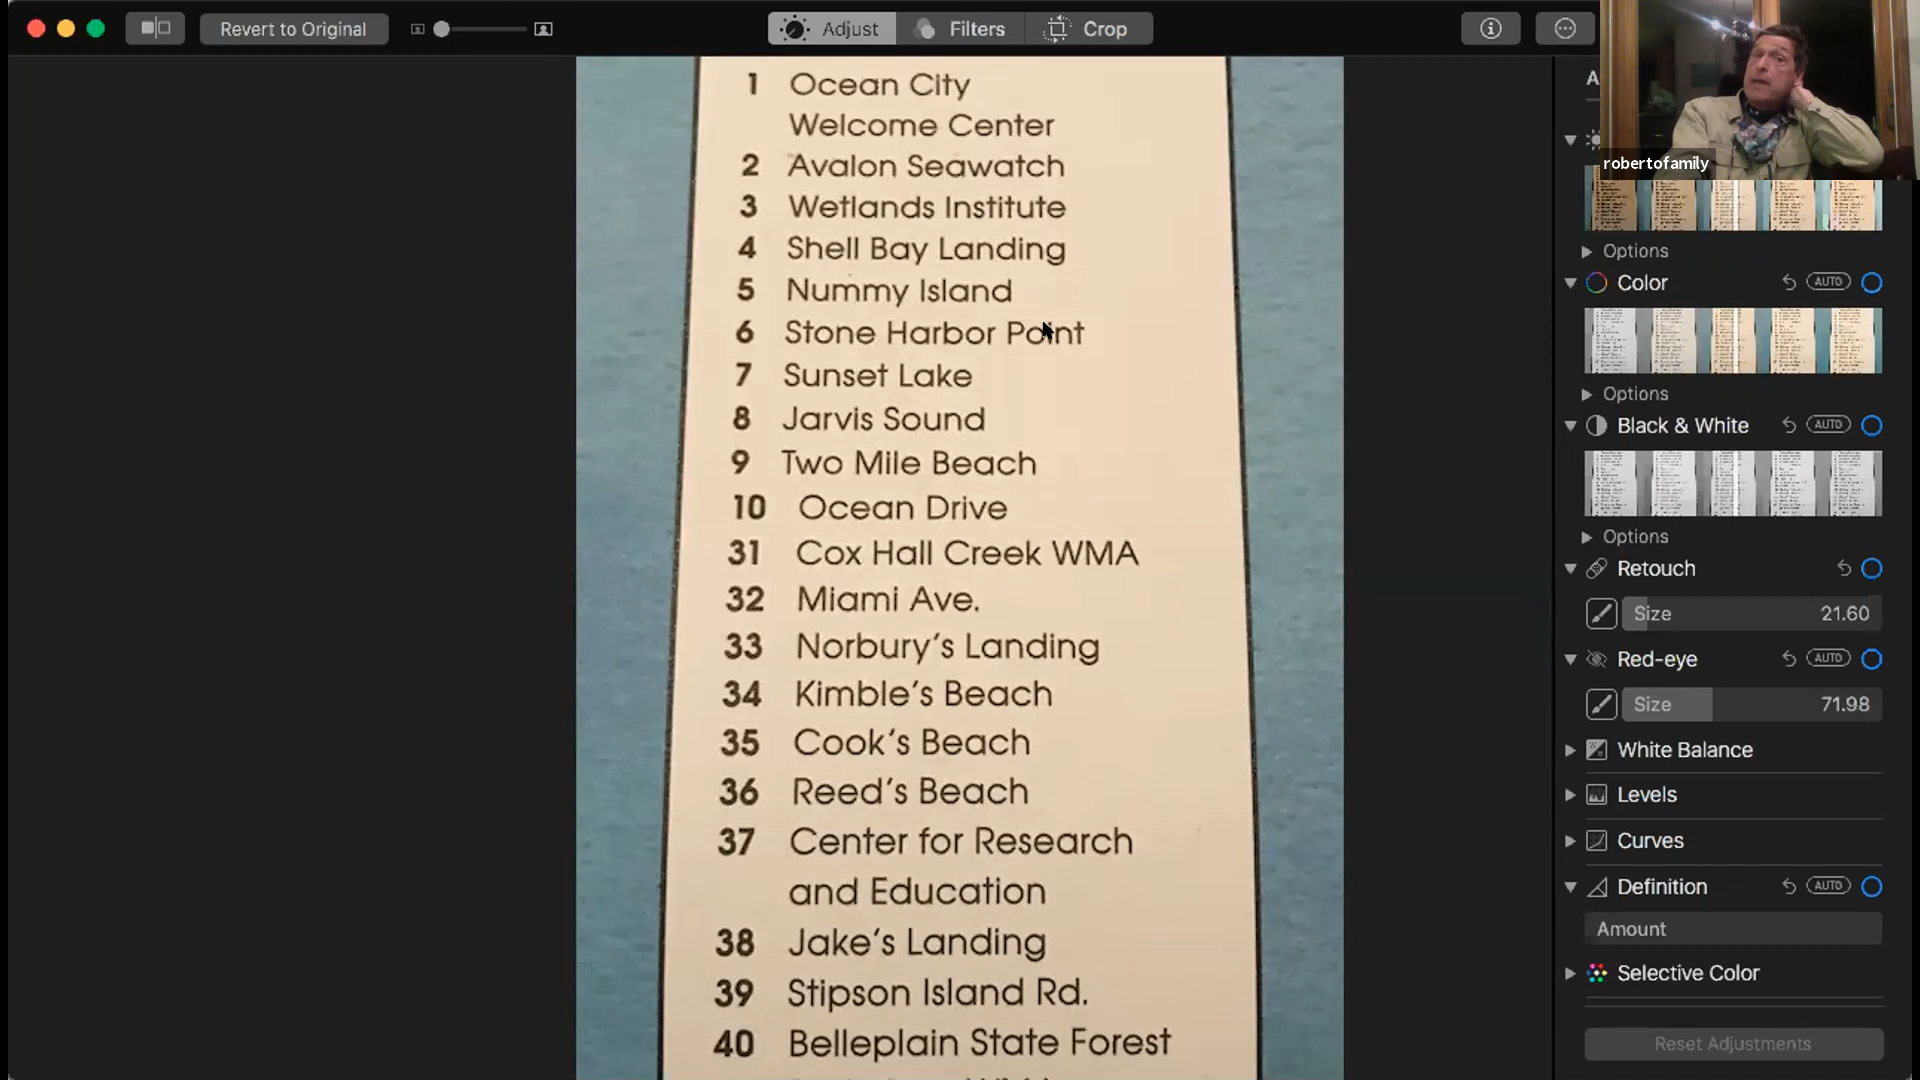 Revert to Original
Adjust
Filters
Crop
robertofamily
1 Ocean City
Welcome Center
2 Avalon Seawatch
3 Wetlands Institute
4 Shell Bay Landing
5 Nummy Island
6 Stone Harbor Point
7 Sunset Lake
8 Jarvis Sound
9 Two Mile Beach
10 Ocean Drive
31 Cox Hall Creek WMA
32 Miami Ave.
33 Norbury's Landing
34 Kimble's Beach
35 Cook's Beach
36 Reed's Beach
37 Center for Research
and Education
38 Jake's Landing
39 Stipson Island Rd.
40 Belleplain State Forest
Options
Color AUTO
Options
Black & White AUTO
Options
Retouch
Size 21.60
Red-eye AUTO
Size 71.98
White Balance
Levels
Curves
Definition AUTO
Amount
Selective Color
Reset Adjustments